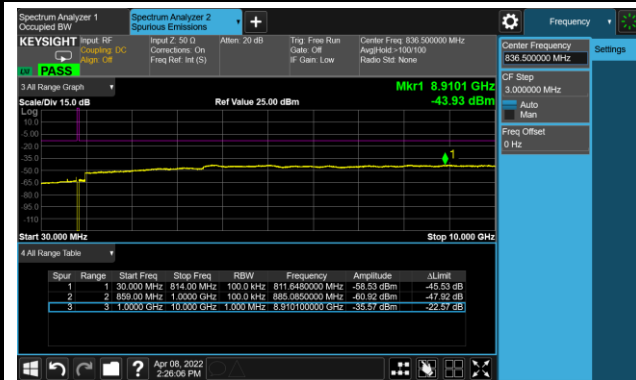 Spectrum Analyzer 1
Occupied BW
Spectrum Analyzer 2
Spurious Emissions
Frequency
KEYSIGHT
Input: RF
Coupling: DC
Align: Off
Input Z: 50 Ω
Corrections: On
Freq Ref: Int (S)
Atten: 20 dB
Trig: Free Run
Gate: Off
IF Gain: Low
Center Freq: 836.500000 MHz
Avg|Hold:>100/100
Radio Std: None
PASS
Center Frequency
836.500000 MHz
Settings
CF Step
3.000000 MHz
Auto
Man
Freq Offset
0 Hz
3 All Range Graph
Mkr1 8.9101 GHz
Scale/Div 15.0 dB
Ref Value 25.00 dBm
-43.93 dBm
Log
10.0
-5.00
-20.0
-35.0
-50.0
-65.0
-80.0
-95.0
-110
1
Start 30.000 MHz
Stop 10.000 GHz
4 All Range Table
Spur Range Start Freq Stop Freq RBW Frequency Amplitude ΔLimit
1 1 30.000 MHz 814.00 MHz 100.0 kHz 811.6480000 MHz -58.53 dBm -45.53 dB
2 2 859.00 MHz 1.0000 GHz 100.0 kHz 885.0850000 MHz -60.92 dBm -47.92 dB
3 3 1.0000 GHz 10.000 GHz 1.000 MHz 8.910100000 GHz -35.57 dBm -22.57 dB
Apr 08, 2022
2:26:06 PM